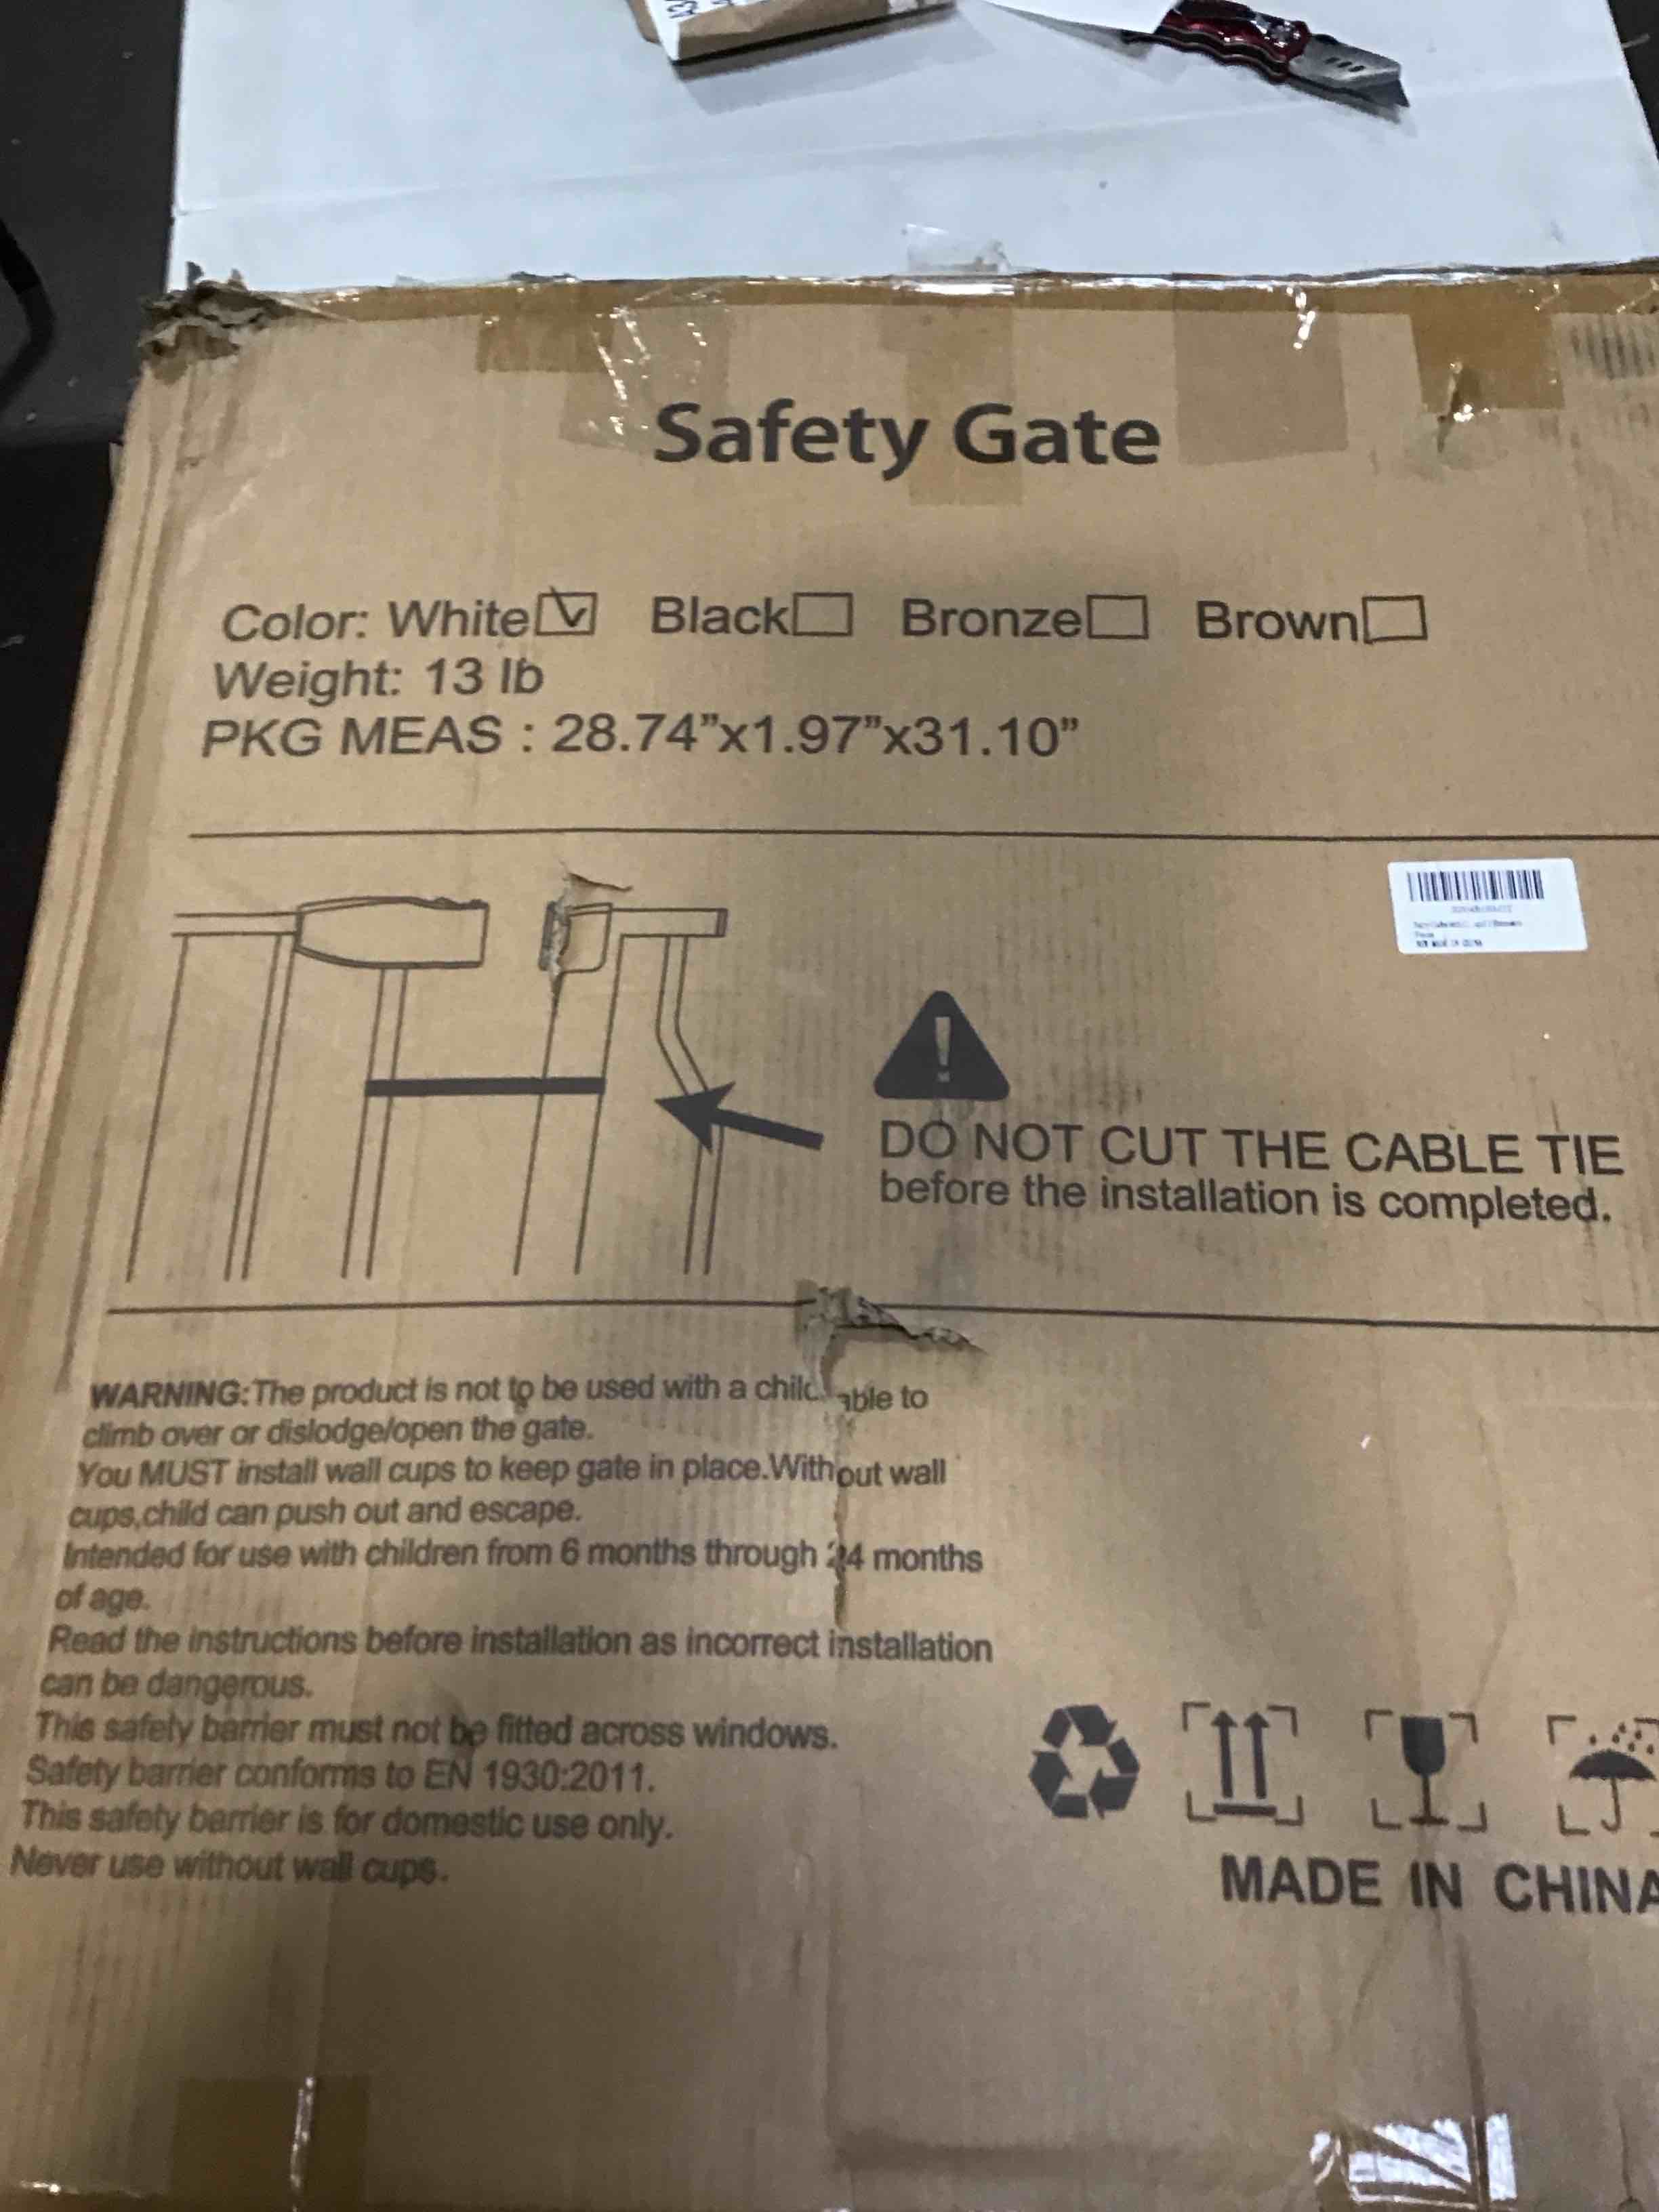 Safety Gate
Color: White Black Bronze Brown
Weight: 13 lb
PKG MEAS : 28.74”x1.97”x31.10”
DO NOT CUT THE CABLE TIE
before the installation is completed.
WARNING:The product is not to be used with a child able to
climb over or dislodge/open the gate.
You MUST install wall cups to keep gate in place.Without wall
cups,child can push out and escape.
Intended for use with children from 6 months through 24 months
of age.
Read the instructions before installation as incorrect installation
can be dangerous.
This safety barrier must not be fitted across windows.
Safety barrier conforms to EN 1930:2011.
This safety barrier is for domestic use only.
Never use without wall cups.
MADE IN CHINA